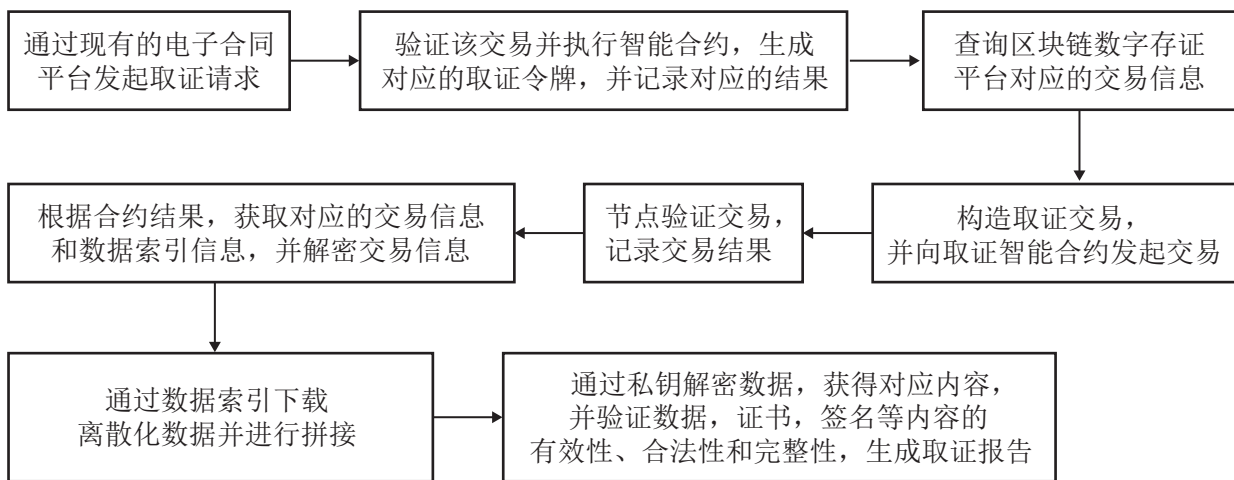 通过现有的电子合同
平台发起取证请求
验证该交易并执行智能合约，生成
对应的取证令牌，并记录对应的结果
查询区块链数字存证
平台对应的交易信息
构造取证交易，
并向取证智能合约发起交易
节点验证交易，
记录交易结果
根据合约结果，获取对应的交易信息
和数据索引信息，并解密交易信息
通过数据索引下载
离散化数据并进行拼接
通过私钥解密数据，获得对应内容，
并验证数据，证书，签名等内容的
有效性、合法性和完整性，生成取证报告